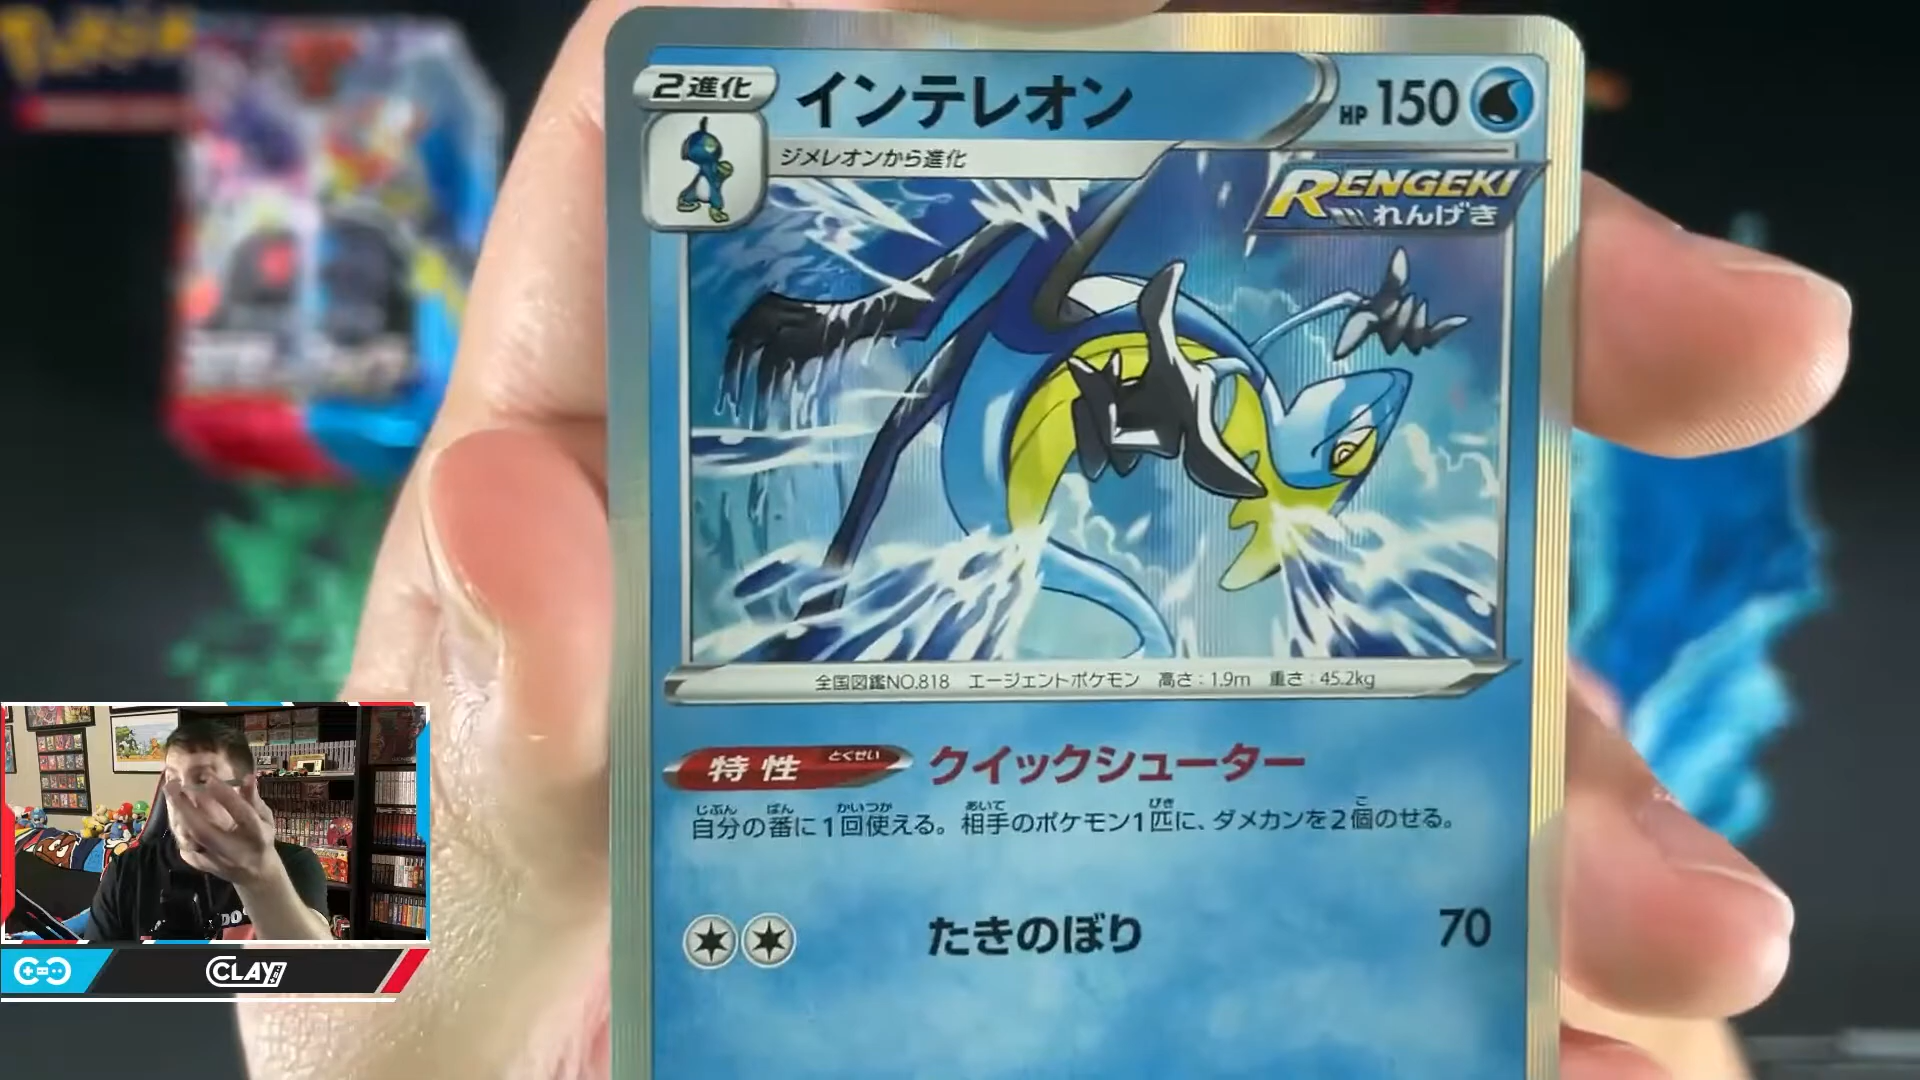 Pokémon
2進化
インテレオン
HP 150
ジメレオンから進化
RENGEKI
れんげき
全国図鑑NO.818 エージェントポケモン 高さ:1.9m 重さ:45.2kg
特性 とくせい クイックシューター
じぶん ばん かいつか あいて びき こ
自分の番に1回使える。相手のポケモン1匹に、ダメカンを2個のせる。
たきのぼり 70
CLAY